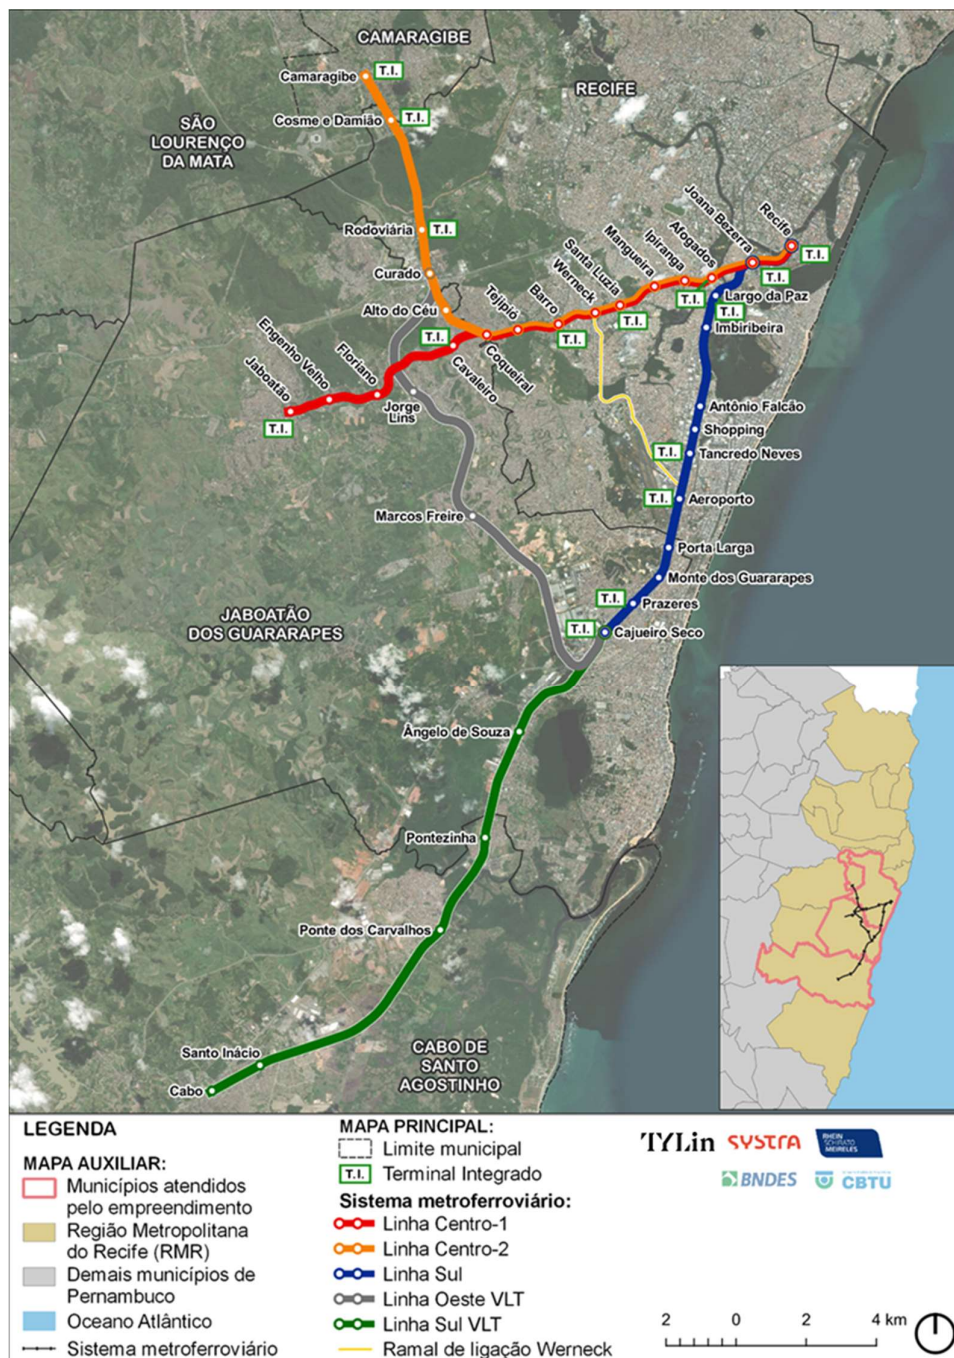 CAMARAGIBE
Camaragibe
T.I.
RECIFE
Cosme e Damião
T.I.
SÃO
LOURENÇO
DA MATA
Rodoviária
T.I.
Curado
Alto do Céu
Recife
T.I.
Joana Bezerra
T.I.
Afogados
T.I.
Ipiranga
Mangueira
Santa Luzia
T.I.
Werneck
Barro
T.I.
Tejipió
Coqueiral
Cavaleiro
T.I.
Floriano
Engenho Velho
Jaboatão
T.I.
Jorge
Lins
Largo da Paz
T.I.
Imbiribeira
Antônio Falcão
Shopping
Tancredo Neves
T.I.
Aeroporto
T.I.
Marcos Freire
Porta Larga
Monte dos Guararapes
Prazeres
T.I.
Cajueiro Seco
T.I.
JABOATÃO
DOS GUARARAPES
Ângelo de Souza
Pontezinha
Ponte dos Carvalhos
Santo Inácio
Cabo
CABO DE
SANTO
AGOSTINHO
LEGENDA
MAPA AUXILIAR:
Municípios atendidos
pelo empreendimento
Região Metropolitana
do Recife (RMR)
Demais municípios de
Pernambuco
Oceano Atlântico
Sistema metroferroviário
MAPA PRINCIPAL:
Limite municipal
T.I. Terminal Integrado
Sistema metroferroviário:
Linha Centro-1
Linha Centro-2
Linha Sul
Linha Oeste VLT
Linha Sul VLT
Ramal de ligação Werneck
TYLin SYSTRA
RHEIN
SCHIRATO
MEIRELES
BNDES CBTU
2 0 2 4 km